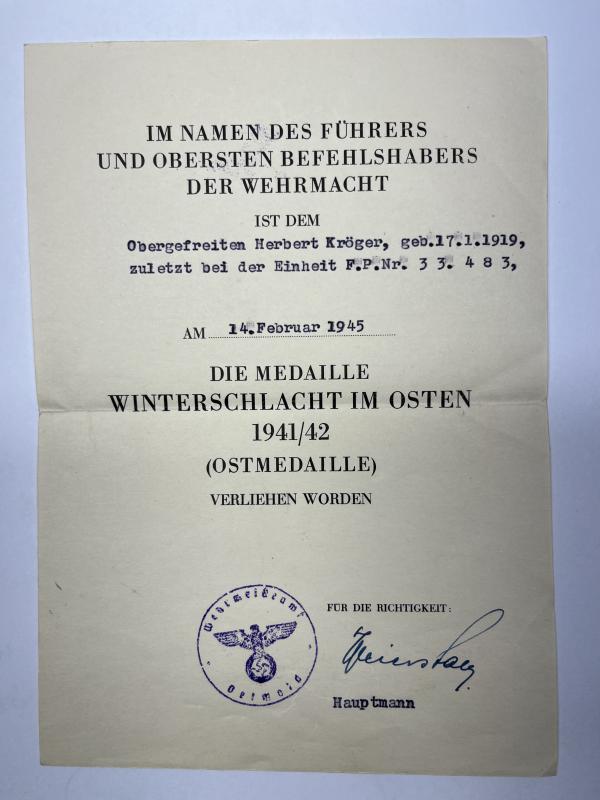 IM NAMEN DES FÜHRERS
UND OBERSTEN BEFEHLSHABERS
DER WEHRMACHT
IST DEM
Obergefreiten Herbert Kröger, geb.17.1.1919,
zuletzt bei der Einheit F.P.Nr. 3 3. 4 8 3,
AM 14.Februar 1945
DIE MEDAILLE
WINTERSCHLACHT IM OSTEN
1941/42
(OSTMEDAILLE)
VERLIEHEN WORDEN
FÜR DIE RICHTIGKEIT:
Hauptmann
Wehrmeldeamt
Detmold